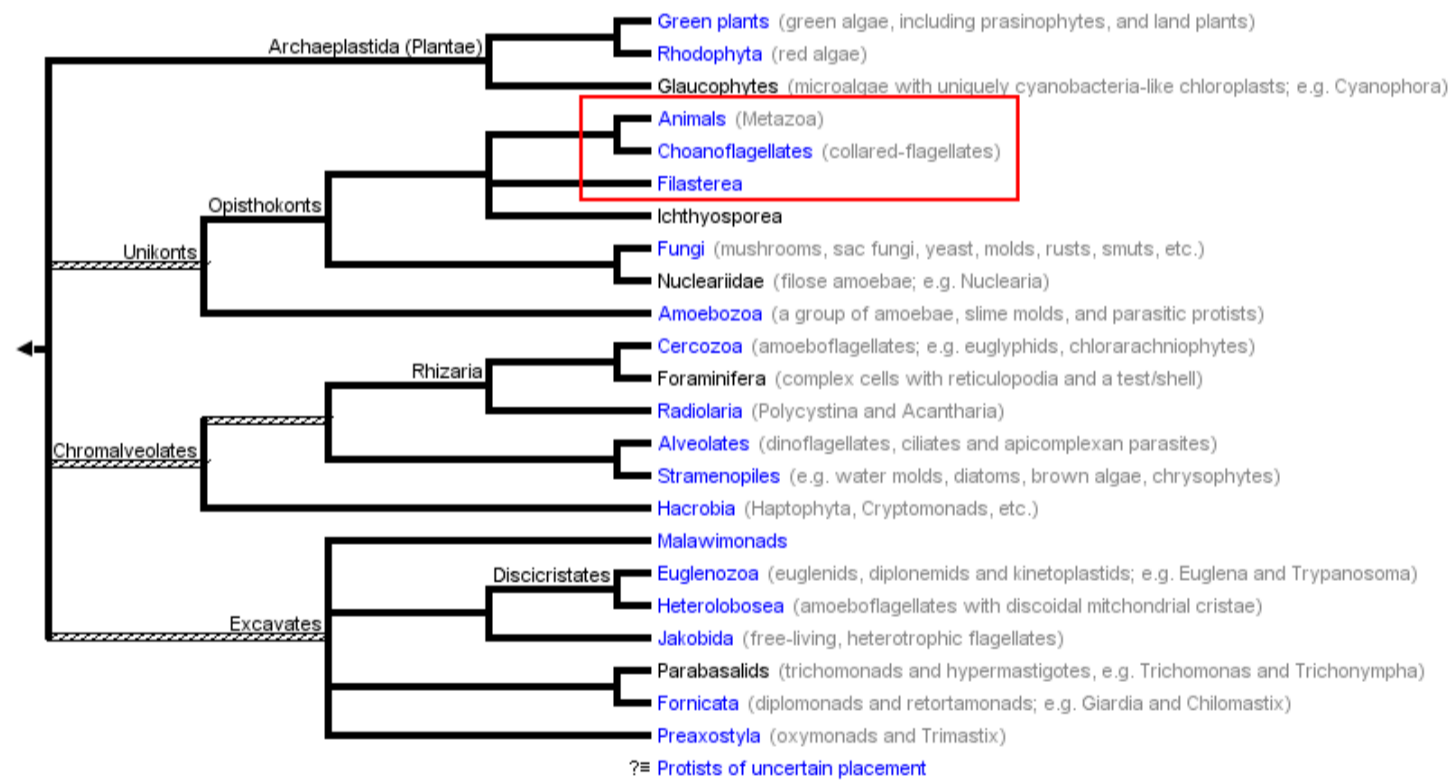 Green plants (green algae, including prasinophytes, and land plants)
Archaeplastida (Plantae)
Rhodophyta (red algae)
Glaucophytes (microalgae with uniquely cyanobacteria-like chloroplasts; e.g. Cyanophora)
Animals (Metazoa)
Choanoflagellates (collared-flagellates)
Filasterea
Opisthokonts
Ichthyosporea
Unikonts
Fungi (mushrooms, sac fungi, yeast, molds, rusts, smuts, etc.)
Nucleariidae (filose amoebae; e.g. Nuclearia)
Amoebozoa (a group of amoebae, slime molds, and parasitic protists)
Cercozoa (amoeboflagellates; e.g. euglyphids, chlorarachniophytes)
Rhizaria
Foraminifera (complex cells with reticulopodia and a test/shell)
Radiolaria (Polycystina and Acantharia)
Chromalveolates
Alveolates (dinoflagellates, ciliates and apicomplexan parasites)
Stramenopiles (e.g. water molds, diatoms, brown algae, chrysophytes)
Hacrobia (Haptophyta, Cryptomonads, etc.)
Malawimonads
Discicristates
Euglenozoa (euglenids, diplonemids and kinetoplastids; e.g. Euglena and Trypanosoma)
Heterolobosea (amoeboflagellates with discoidal mitchondrial cristae)
Excavates
Jakobida (free-living, heterotrophic flagellates)
Parabasalids (trichomonads and hypermastigotes, e.g. Trichomonas and Trichonympha)
Fornicata (diplomonads and retortamonads; e.g. Giardia and Chilomastix)
Preaxostyla (oxymonads and Trimastix)
?≡ Protists of uncertain placement